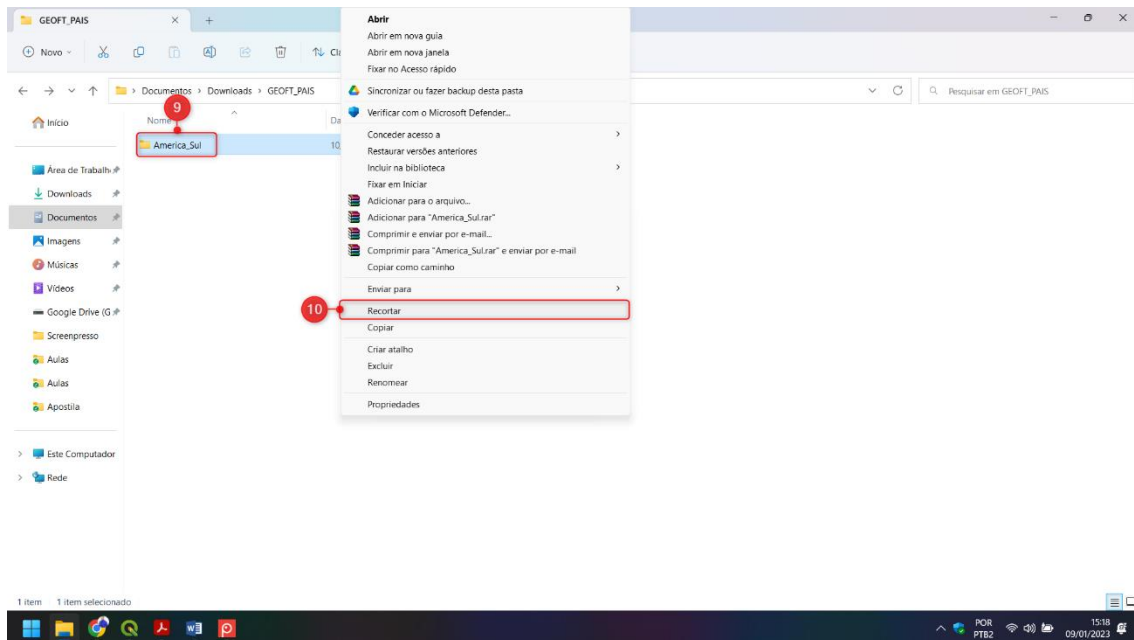 GEOFT_PAIS
Novo
Documentos > Downloads > GEOFT_PAIS
Pesquisar em GEOFT_PAIS
Início
Área de Trabalho
Downloads
Documentos
Imagens
Músicas
Vídeos
Google Drive (G
Screenpresso
Aulas
Aulas
Apostila
Este Computador
Rede
Nome
9
America_Sul
10
Abrir
Abrir em nova guia
Abrir em nova janela
Fixar no Acesso rápido
Sincronizar ou fazer backup desta pasta
Verificar com o Microsoft Defender...
Conceder acesso a
Restaurar versões anteriores
Incluir na biblioteca
Fixar em Iniciar
Adicionar para o arquivo...
Adicionar para "America_Sul.rar"
Comprimir e enviar por e-mail...
Comprimir para "America_Sul.rar" e enviar por e-mail
Copiar como caminho
Enviar para
10
Recortar
Copiar
Criar atalho
Excluir
Renomear
Propriedades
1 item 1 item selecionado
POR
PTB2
15:18
09/01/2023